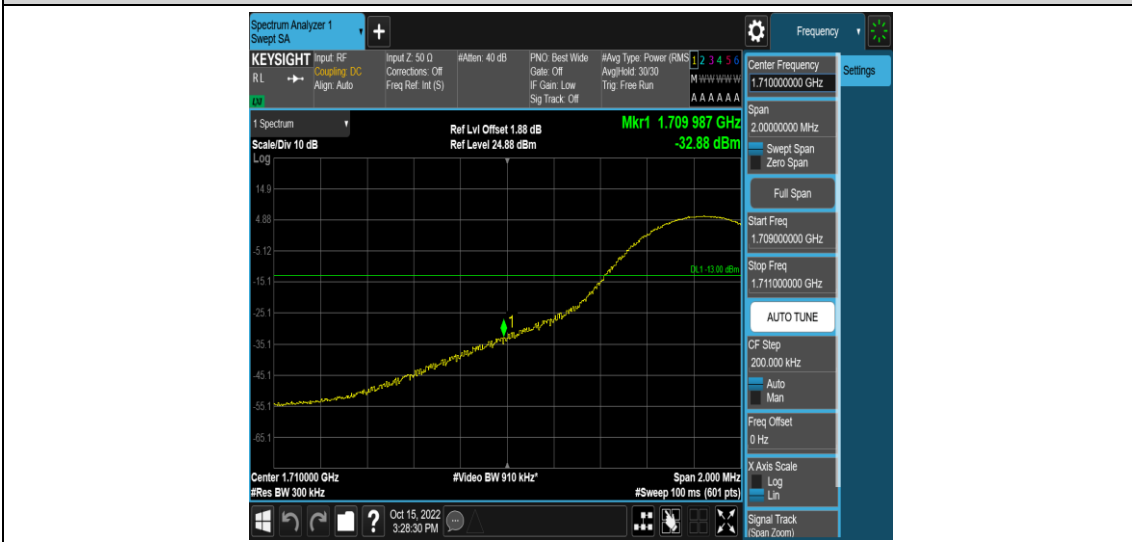 Spectrum Analyzer 1
Swept SA
+
Frequency
KEYSIGHT
RL
LXI
Input: RF
Coupling: DC
Align: Auto
Input Z: 50 Ω
Corrections: Off
Freq Ref: Int (S)
#Atten: 40 dB
PNO: Best Wide
Gate: Off
IF Gain: Low
Sig Track: Off
#Avg Type: Power (RMS
Avg|Hold: 30/30
Trig: Free Run
1 2 3 4 5 6
M W W W W W
A A A A A A
1 Spectrum
Scale/Div 10 dB
Log
Ref Lvl Offset 1.88 dB
Ref Level 24.88 dBm
Mkr1 1.709 987 GHz
-32.88 dBm
14.9
4.88
-5.12
-15.1
-25.1
-35.1
-45.1
-55.1
-65.1
DL1 -13.00 dBm
1
Center 1.710000 GHz
#Res BW 300 kHz
#Video BW 910 kHz*
Span 2.000 MHz
#Sweep 100 ms (601 pts)
?
Oct 15, 2022
3:28:30 PM
Center Frequency
1.710000000 GHz
Settings
Span
2.00000000 MHz
Swept Span
Zero Span
Full Span
Start Freq
1.709000000 GHz
Stop Freq
1.711000000 GHz
AUTO TUNE
CF Step
200.000 kHz
Auto
Man
Freq Offset
0 Hz
X Axis Scale
Log
Lin
Signal Track
(Span Zoom)